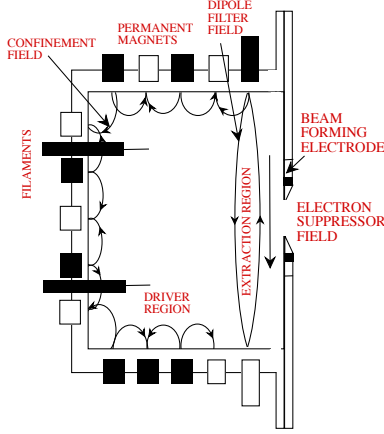 DIPOLE
FILTER
FIELD
PERMANENT
MAGNETS
CONFINEMENT
FIELD
FILAMENTS
BEAM
FORMING
ELECTRODE
EXTRACTION REGION
ELECTRON
SUPPRESSOR
FIELD
DRIVER
REGION